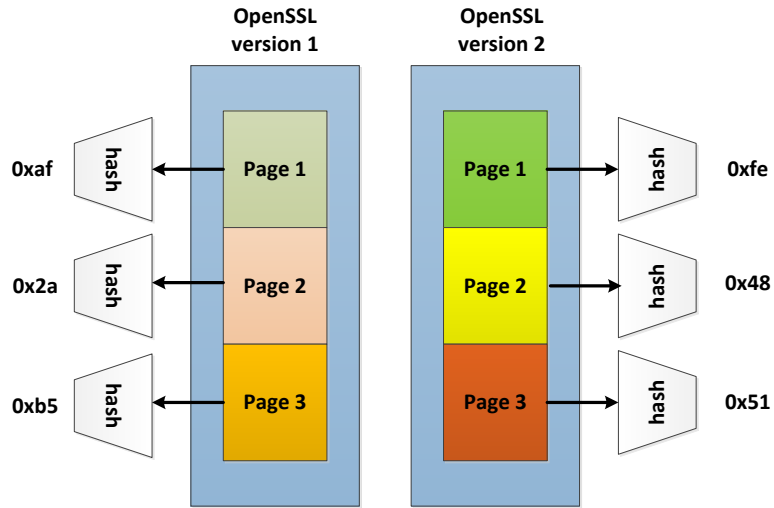 OpenSSL
version 1
OpenSSL
version 2
0xaf
hash
Page 1
Page 1
hash
0xfe
0x2a
hash
Page 2
Page 2
hash
0x48
0xb5
hash
Page 3
Page 3
hash
0x51